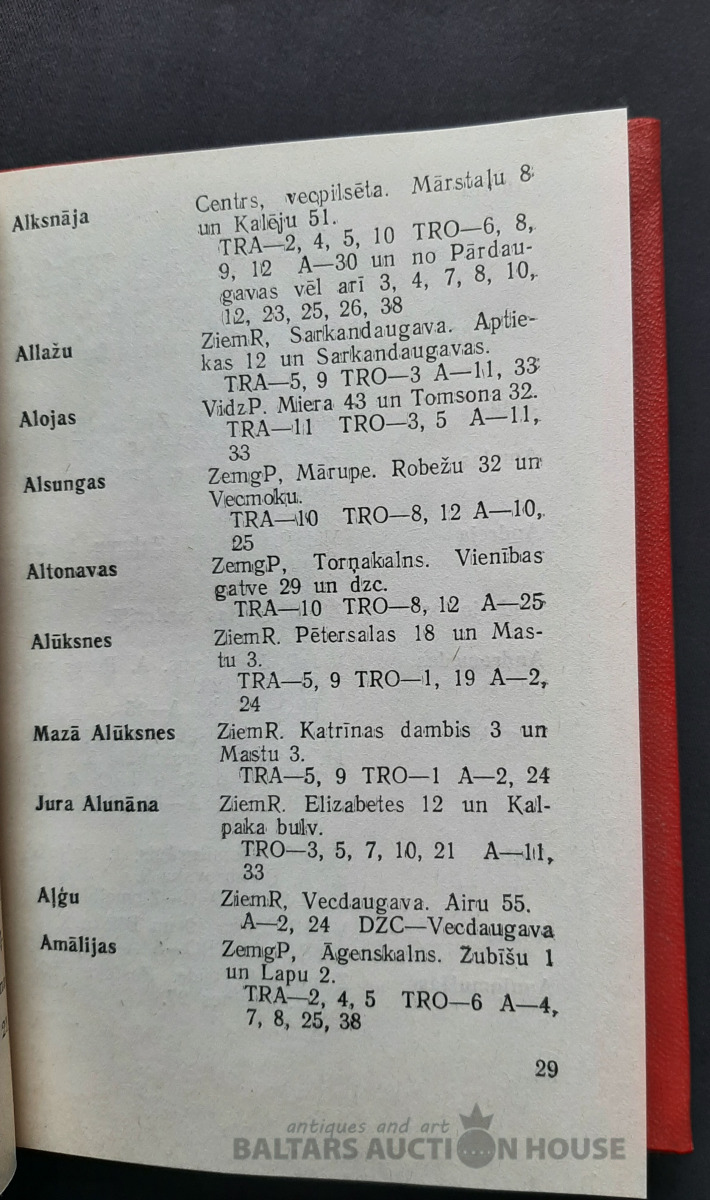 Alksnāja Centrs, vecpilsēta. Mārstaļu 8
un Kalēju 51.
TRA—2, 4, 5, 10 TRO—6, 8,
9, 12 A—30 un no Pārdau-
gavas vēl arī 3, 4, 7, 8, 10,
12, 23, 25, 26, 38
Allažu ZiemR, Sarkandaugava. Aptie-
kas 12 un Sarkandaugavas.
TRA—5, 9 TRO—3 A—11, 33
Alojas VidzP. Miera 43 un Tomsona 32.
TRA—11 TRO—3, 5 A—11,
33
Alsungas ZemgP, Mārupe. Robežu 32 un
Vecmoku.
TRA—10 TRO—8, 12 A—10,
25
Altonavas ZemgP, Torņakalns. Vienības
gatve 29 un dzc.
TRA—10 TRO—8, 12 A—25
Alūksnes ZiemR. Pētersalas 18 un Mas-
tu 3.
TRA—5, 9 TRO—1, 19 A—2,
24
Mazā Alūksnes ZiemR. Katrīnas dambis 3 un
Mastu 3.
TRA—5, 9 TRO—1 A—2, 24
Jura Alunāna ZiemR. Elizabetes 12 un Kal-
paka bulv.
TRO—3, 5, 7, 10, 21 A—11,
33
Aļģu ZiemR, Vecdaugava. Airu 55.
A—2, 24 DZC—Vecdaugava
Amālijas ZemgP, Āgenskalns. Zubīšu 1
un Lapu 2.
TRA—2, 4, 5 TRO—6 A—4,
7, 8, 25, 38
29
antiques and art
BALTARS AUCTION HOUSE